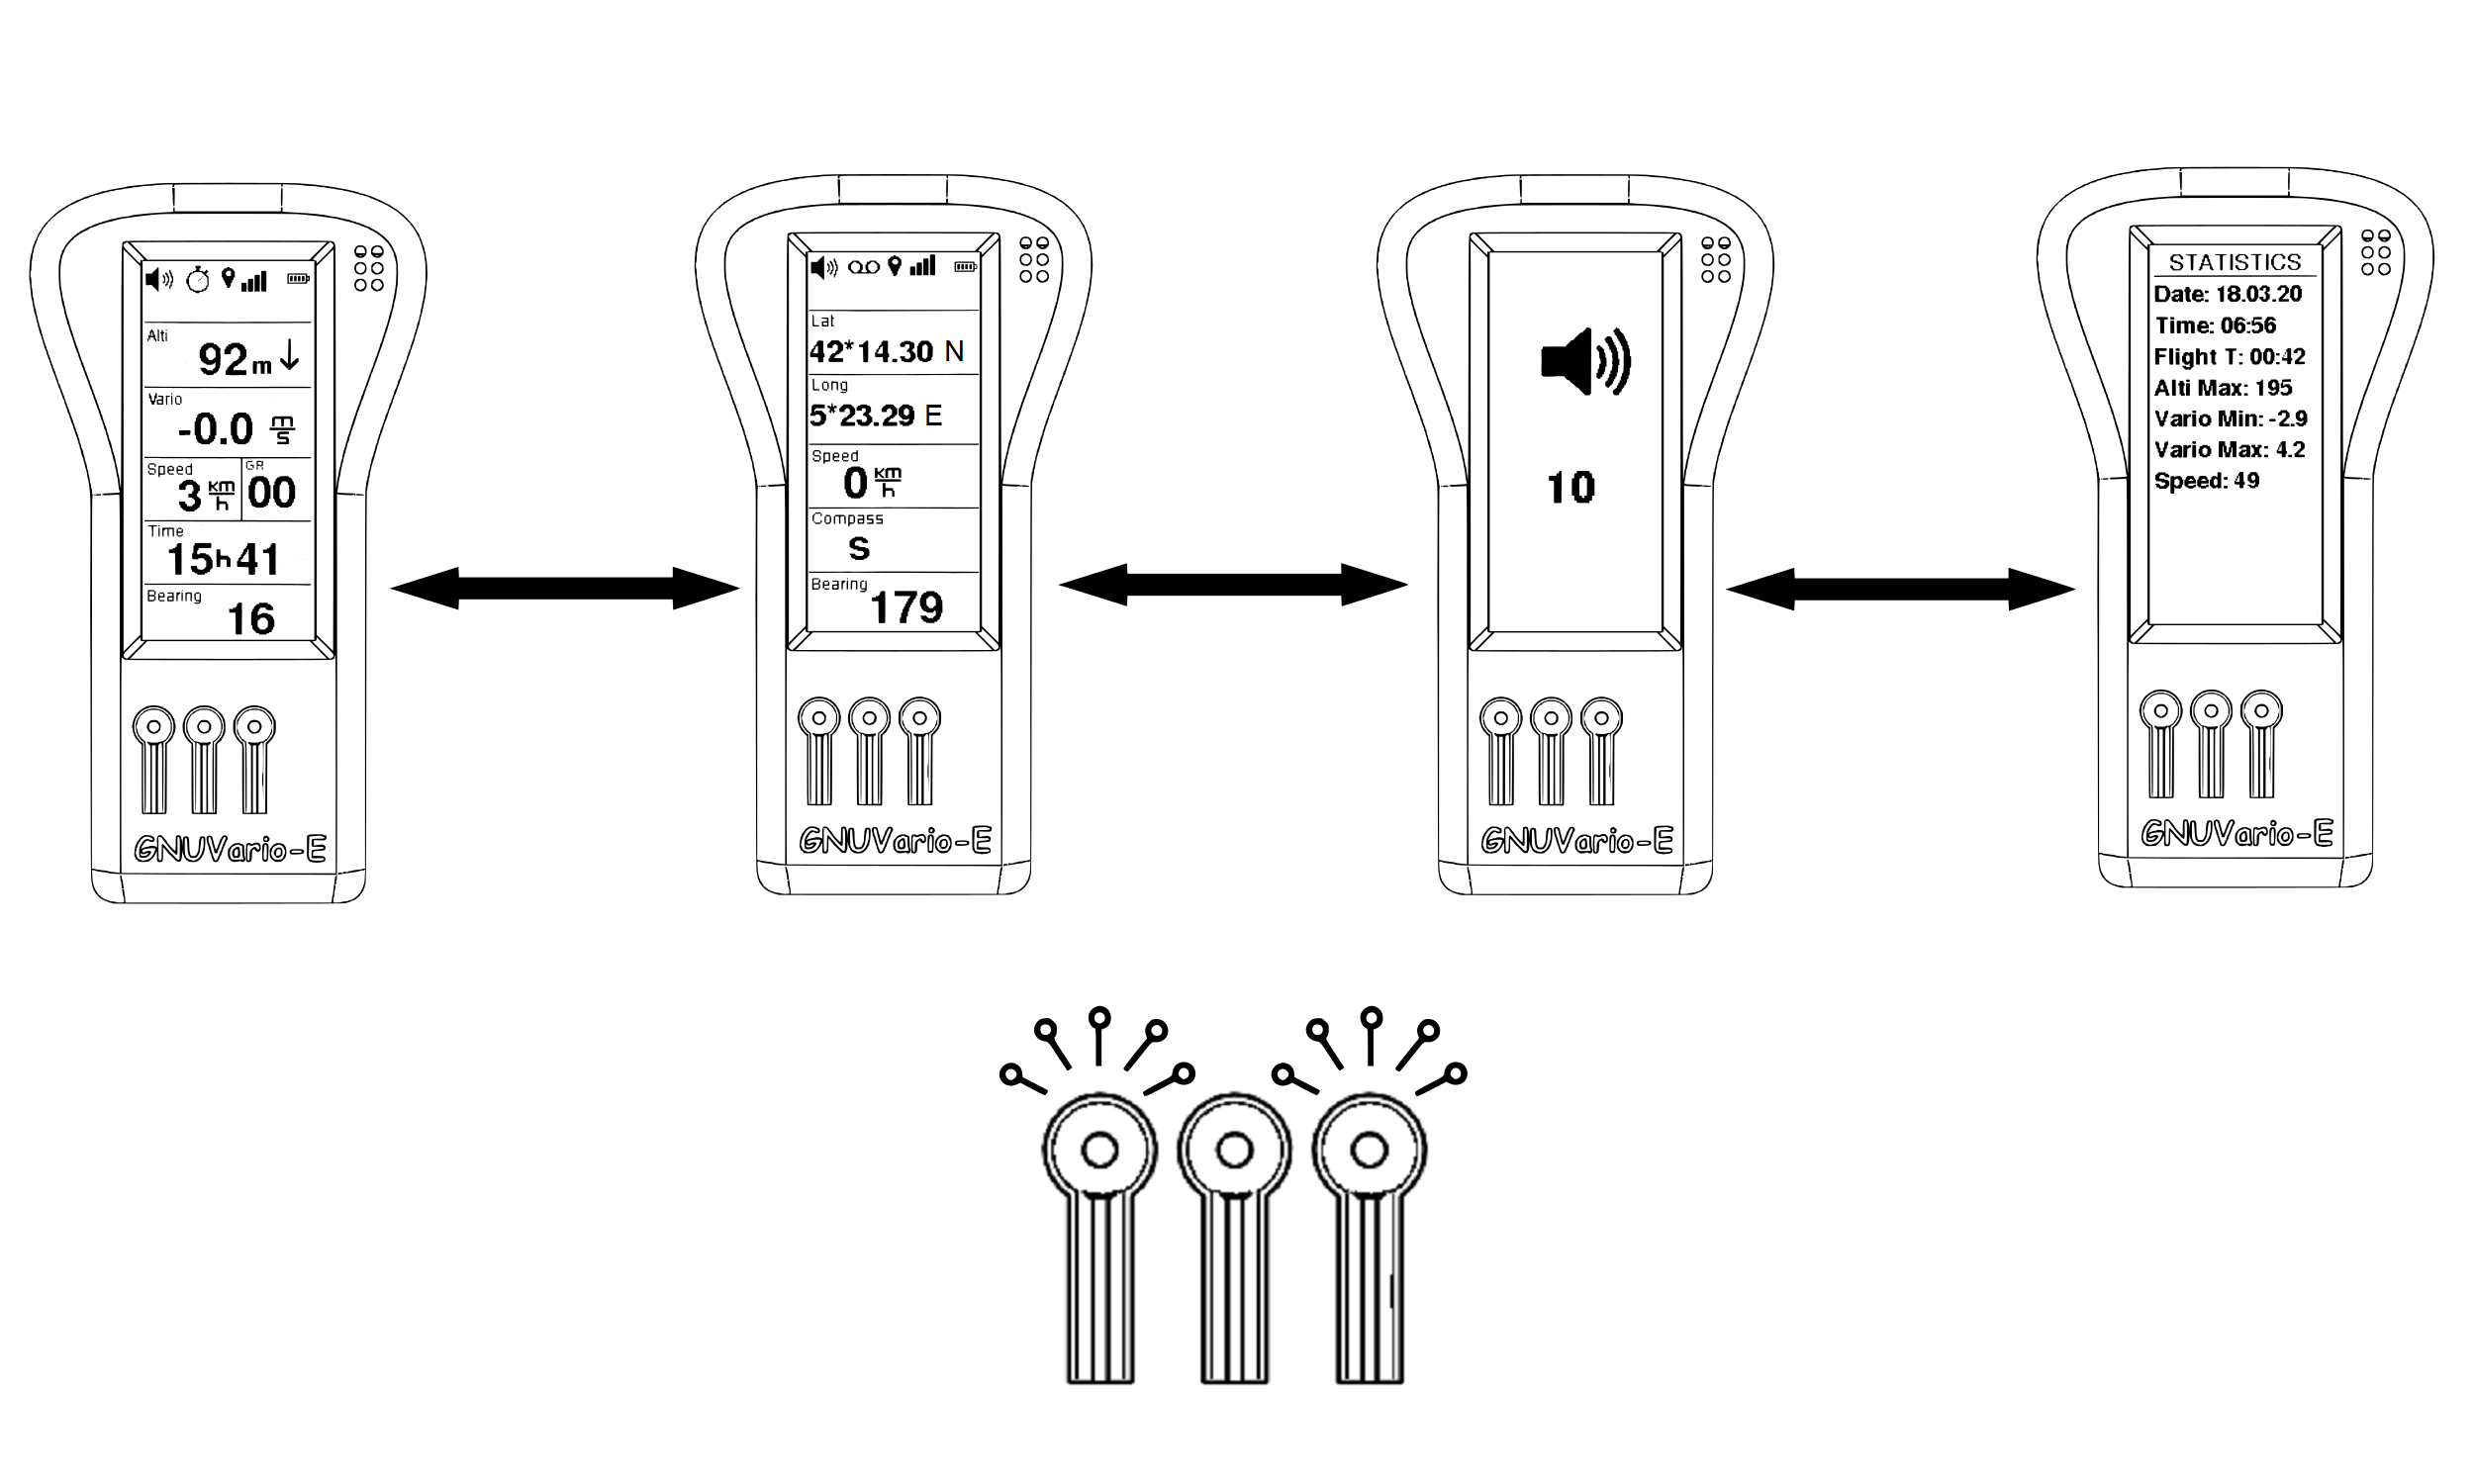 Alti
92 m
Vario
-0.0 m/s
Speed
3 km/h
GR
00
Time
15h41
Bearing
16
GNUVario-E
Lat
42*14.30 N
Long
5*23.29 E
Speed
0 km/h
Compass
S
Bearing
179
GNUVario-E
10
GNUVario-E
STATISTICS
Date: 18.03.20
Time: 06:56
Flight T: 00:42
Alti Max: 195
Vario Min: -2.9
Vario Max: 4.2
Speed: 49
GNUVario-E